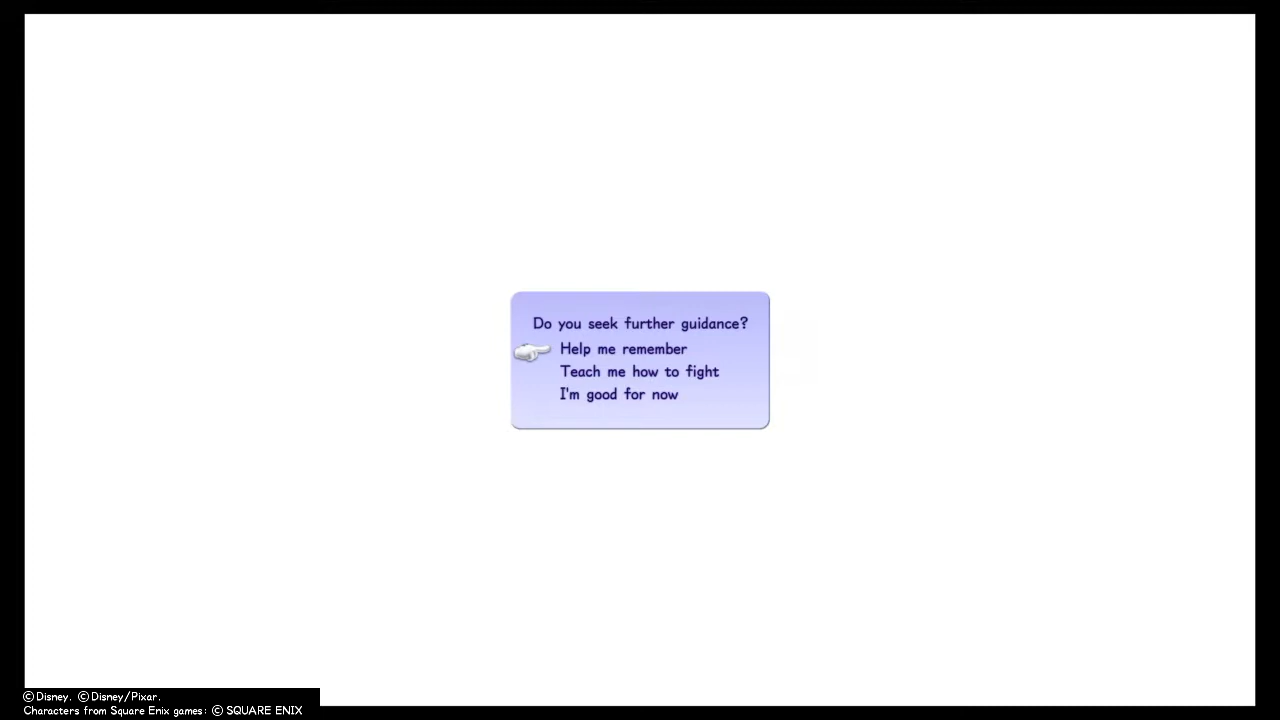 Do you seek further guidance?
Help me remember
Teach me how to fight
I'm good for now
©Disney. ©Disney/Pixar.
Characters from Square Enix games: © SQUARE ENIX